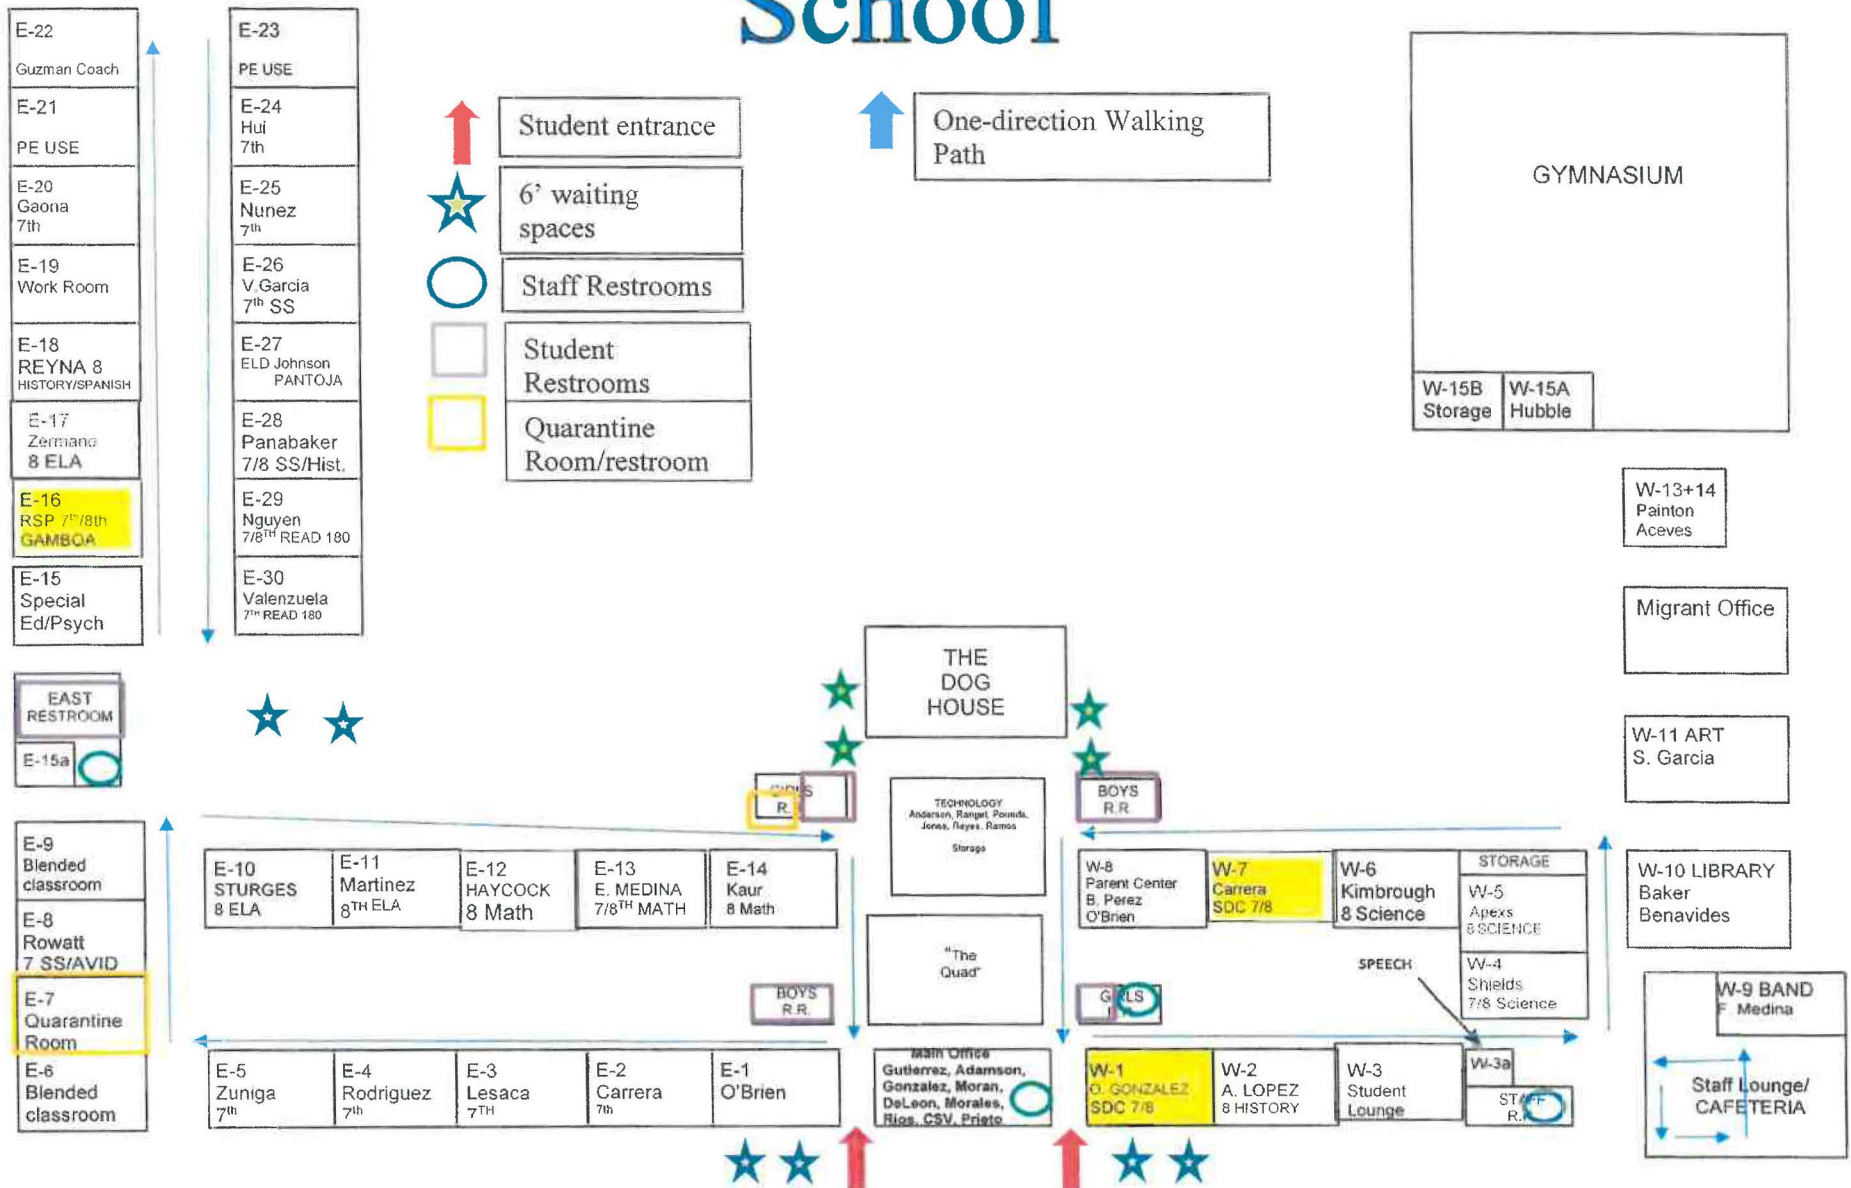 School
E-22
Guzman Coach
E-21
PE USE
E-20
Gaona
7th
E-19
Work Room
E-18
REYNA 8
HISTORY/SPANISH
E-17
Zermano
8 ELA
E-16
RSP 7th/8th
GAMBOA
E-15
Special
Ed/Psych
E-23
PE USE
E-24
Hui
7th
E-25
Nunez
7th
E-26
V.Garcia
7th SS
E-27
ELD Johnson
PANTOJA
E-28
Panabaker
7/8 SS/Hist.
E-29
Nguyen
7/8TH READ 180
E-30
Valenzuela
7TH READ 180
Student entrance
6' waiting
spaces
Staff Restrooms
Student
Restrooms
Quarantine
Room/restroom
One-direction Walking
Path
GYMNASIUM
W-15B
Storage
W-15A
Hubble
W-13+14
Painton
Aceves
Migrant Office
W-11 ART
S. Garcia
W-10 LIBRARY
Baker
Benavides
W-9 BAND
F. Medina
Staff Lounge/
CAFETERIA
EAST
RESTROOM
E-15a
THE
DOG
HOUSE
GIRLS
R.
TECHNOLOGY
Anderson, Rangel, Pounds,
Jones, Reyes, Ramos
Storage
BOYS
R.R
E-9
Blended
classroom
E-8
Rowatt
7 SS/AVID
E-7
Quarantine
Room
E-6
Blended
classroom
E-10
STURGES
8 ELA
E-11
Martinez
8TH ELA
E-12
HAYCOCK
8 Math
E-13
E. MEDINA
7/8TH MATH
E-14
Kaur
8 Math
"The
Quad"
W-8
Parent Center
B. Perez
O'Brien
W-7
Carrera
SDC 7/8
W-6
Kimbrough
8 Science
STORAGE
W-5
Apexs
8 SCIENCE
W-4
Shields
7/8 Science
SPEECH
BOYS
R.R.
GIRLS
E-5
Zuniga
7th
E-4
Rodriguez
7th
E-3
Lesaca
7TH
E-2
Carrera
7th
E-1
O'Brien
Main Office
Gutierrez, Adamson,
Gonzalez, Moran,
DeLeon, Morales,
Rios, CSV, Prieto
W-1
O. GONZALEZ
SDC 7/8
W-2
A. LOPEZ
8 HISTORY
W-3
Student
Lounge
W-3a
STAFF
R.R